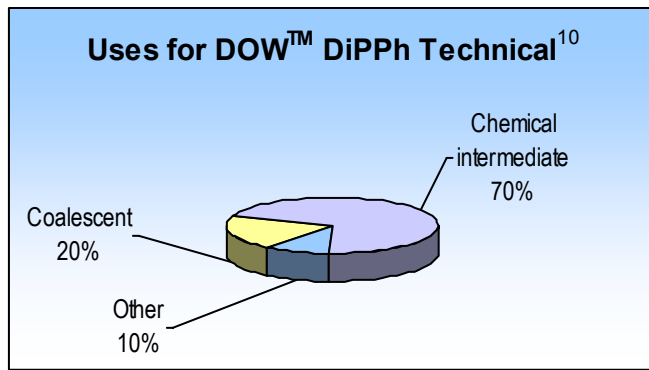 Uses for DOW™ DiPPh Technical¹⁰
Chemical
intermediate
70%
Coalescent
20%
Other
10%